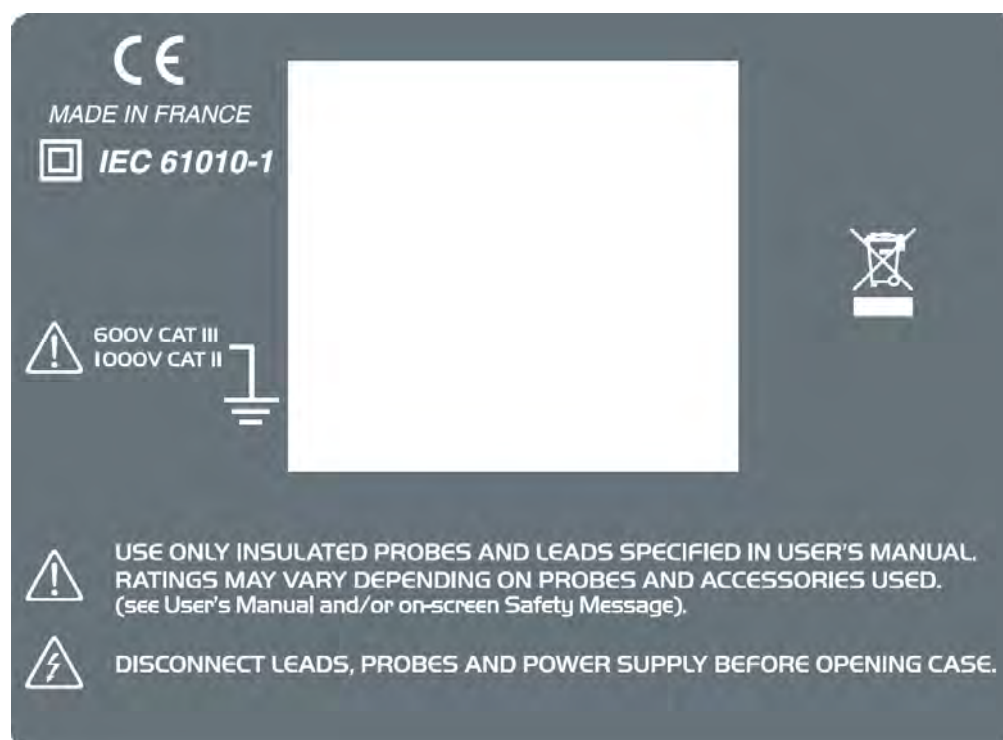 CE
MADE IN FRANCE
IEC 61010-1
600V CAT III
1000V CAT II
USE ONLY INSULATED PROBES AND LEADS SPECIFIED IN USER'S MANUAL.
RATINGS MAY VARY DEPENDING ON PROBES AND ACCESSORIES USED.
(see User's Manual and/or on-screen Safety Message).
DISCONNECT LEADS, PROBES AND POWER SUPPLY BEFORE OPENING CASE.